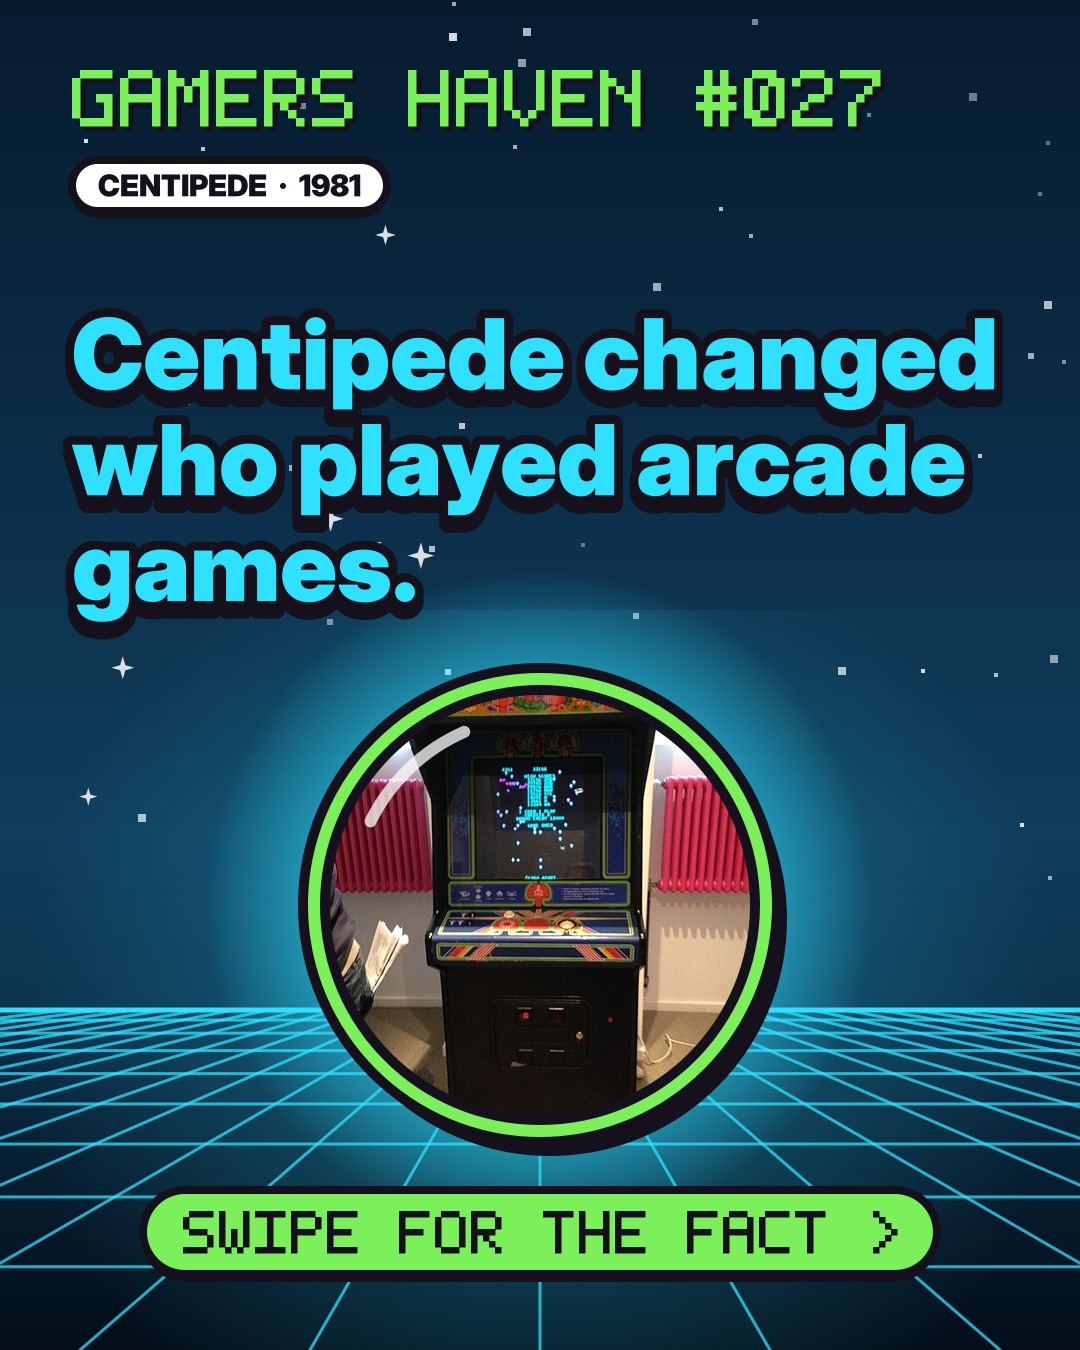 GAMERS HAVEN #027
CENTIPEDE · 1981
Centipede changed
who played arcade
games.
SWIPE FOR THE FACT >